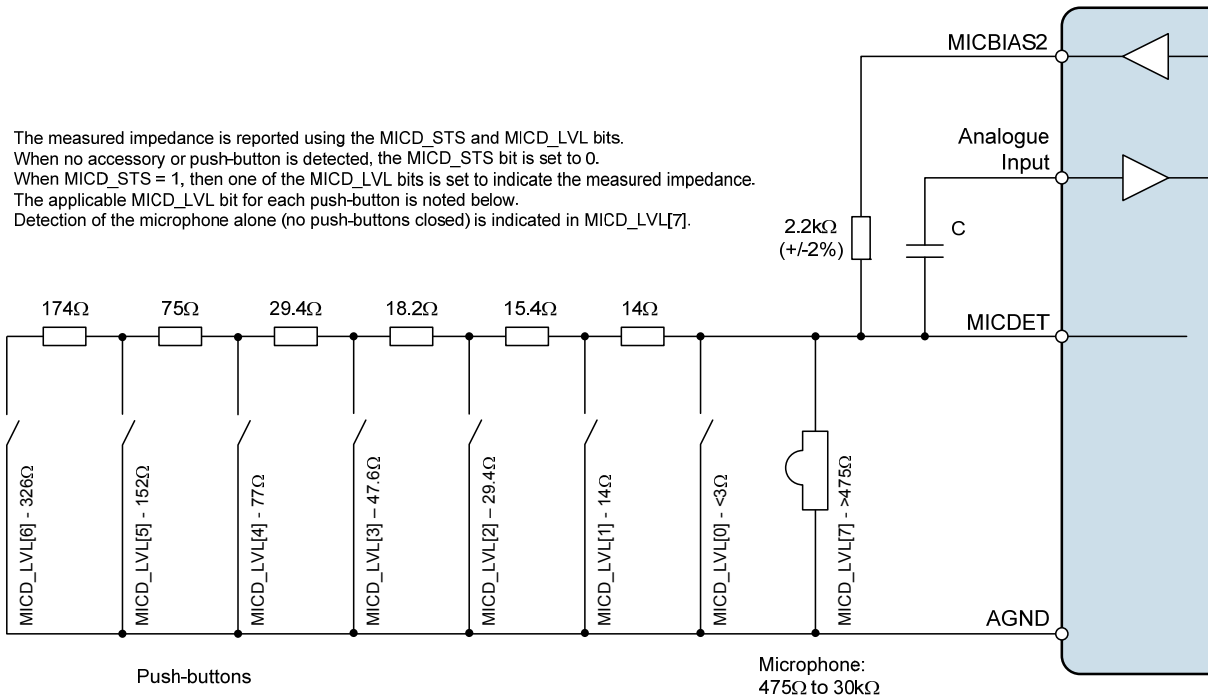 MICBIAS2
The measured impedance is reported using the MICD_STS and MICD_LVL bits.
When no accessory or push-button is detected, the MICD_STS bit is set to 0.
When MICD_STS = 1, then one of the MICD_LVL bits is set to indicate the measured impedance.
The applicable MICD_LVL bit for each push-button is noted below.
Detection of the microphone alone (no push-buttons closed) is indicated in MICD_LVL[7].
Analogue
Input
2.2kΩ
(+/-2%)
C
174Ω
75Ω
29.4Ω
18.2Ω
15.4Ω
14Ω
MICDET
MICD_LVL[6] - 326Ω
MICD_LVL[5] - 152Ω
MICD_LVL[4] - 77Ω
MICD_LVL[3] – 47.6Ω
MICD_LVL[2] – 29.4Ω
MICD_LVL[1] - 14Ω
MICD_LVL[0] - <3Ω
MICD_LVL[7] - >475Ω
AGND
Push-buttons
Microphone:
475Ω to 30kΩ